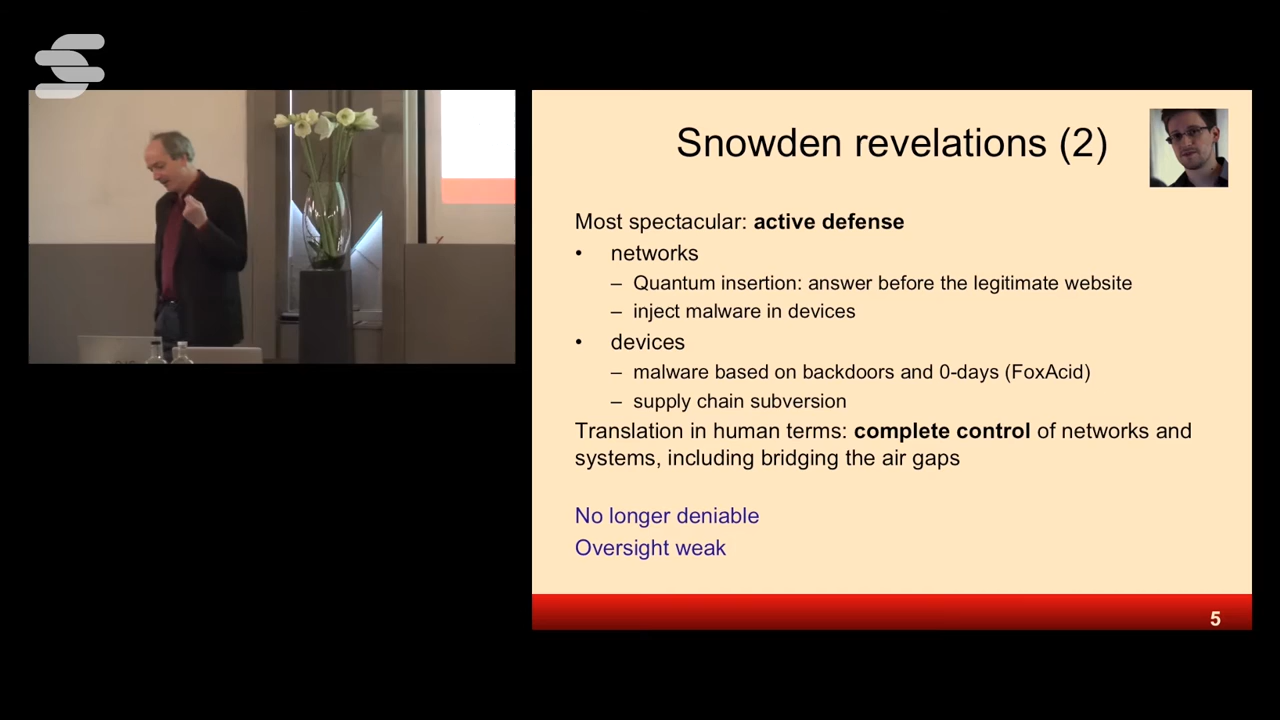 Snowden revelations (2)
Most spectacular: active defense
• networks
– Quantum insertion: answer before the legitimate website
– inject malware in devices
• devices
– malware based on backdoors and 0-days (FoxAcid)
– supply chain subversion
Translation in human terms: complete control of networks and
systems, including bridging the air gaps
No longer deniable
Oversight weak
5